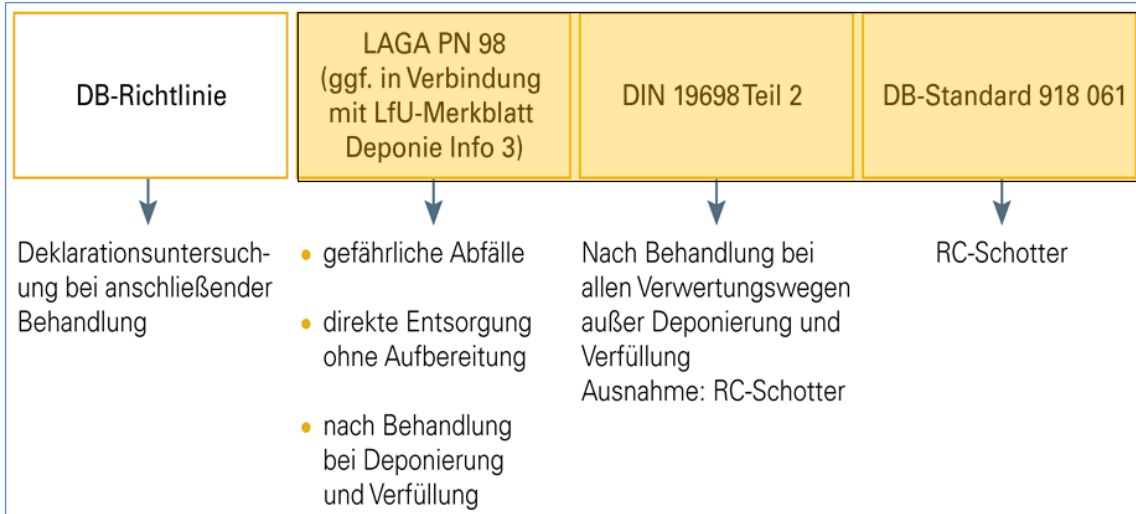 DB-Richtlinie
LAGA PN 98
(ggf. in Verbindung
mit LfU-Merkblatt
Deponie Info 3)
DIN 19698 Teil 2
DB-Standard 918 061
Deklarationsuntersuch-
ung bei anschließender
Behandlung
• gefährliche Abfälle
• direkte Entsorgung
ohne Aufbereitung
• nach Behandlung
bei Deponierung
und Verfüllung
Nach Behandlung bei
allen Verwertungswegen
außer Deponierung und
Verfüllung
Ausnahme: RC-Schotter
RC-Schotter